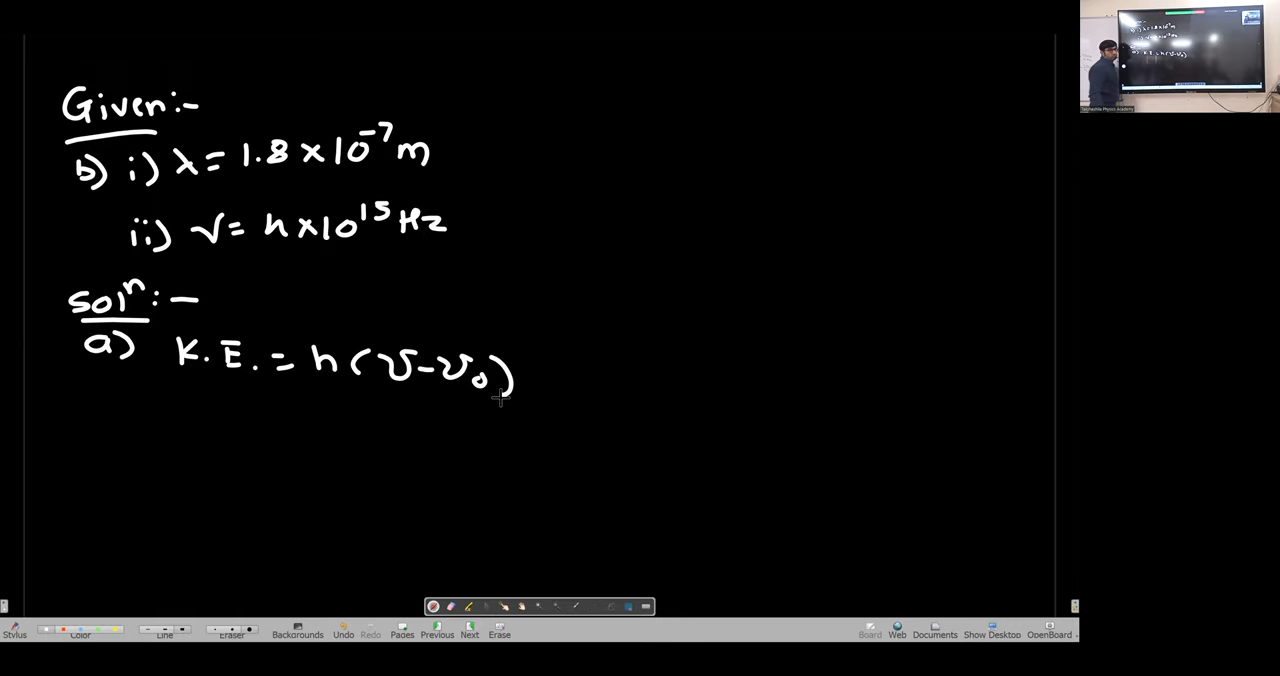 Given:-
b) i) λ = 1.8 × 10⁻⁷ m
ii) ν = h × 10¹⁵ Hz
Solⁿ: —
a) K.E. = h(ν - ν₀)
Stylus
Color
Line
Eraser
Backgrounds
Undo
Redo
Pages
Previous
Next
Erase
Board
Web
Documents
Show Desktop
OpenBoard